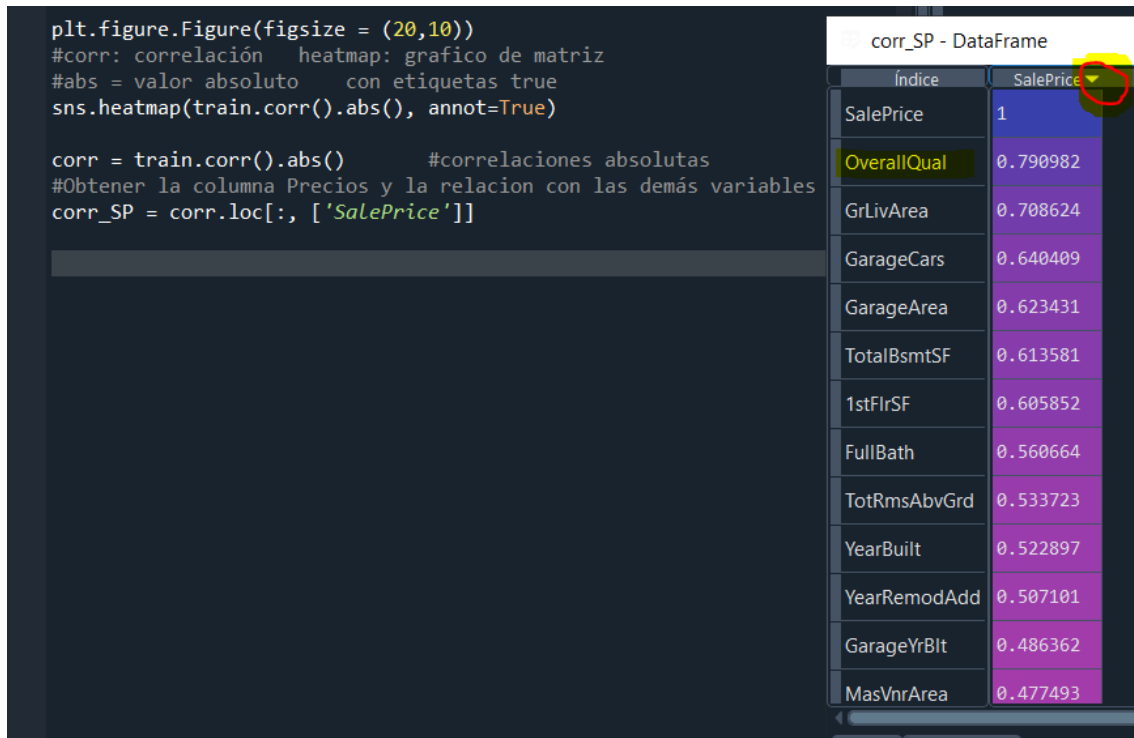 plt.figure.Figure(figsize = (20,10))
#corr: correlación   heatmap: grafico de matriz
#abs = valor absoluto    con etiquetas true
sns.heatmap(train.corr().abs(), annot=True)
corr = train.corr().abs()      #correlaciones absolutas
#Obtener la columna Precios y la relacion con las demás variables
corr_SP = corr.loc[:, ['SalePrice']]
corr_SP - DataFrame
Índice SalePrice
SalePrice 1
OverallQual 0.790982
GrLivArea 0.708624
GarageCars 0.640409
GarageArea 0.623431
TotalBsmtSF 0.613581
1stFlrSF 0.605852
FullBath 0.560664
TotRmsAbvGrd 0.533723
YearBuilt 0.522897
YearRemodAdd 0.507101
GarageYrBlt 0.486362
MasVnrArea 0.477493